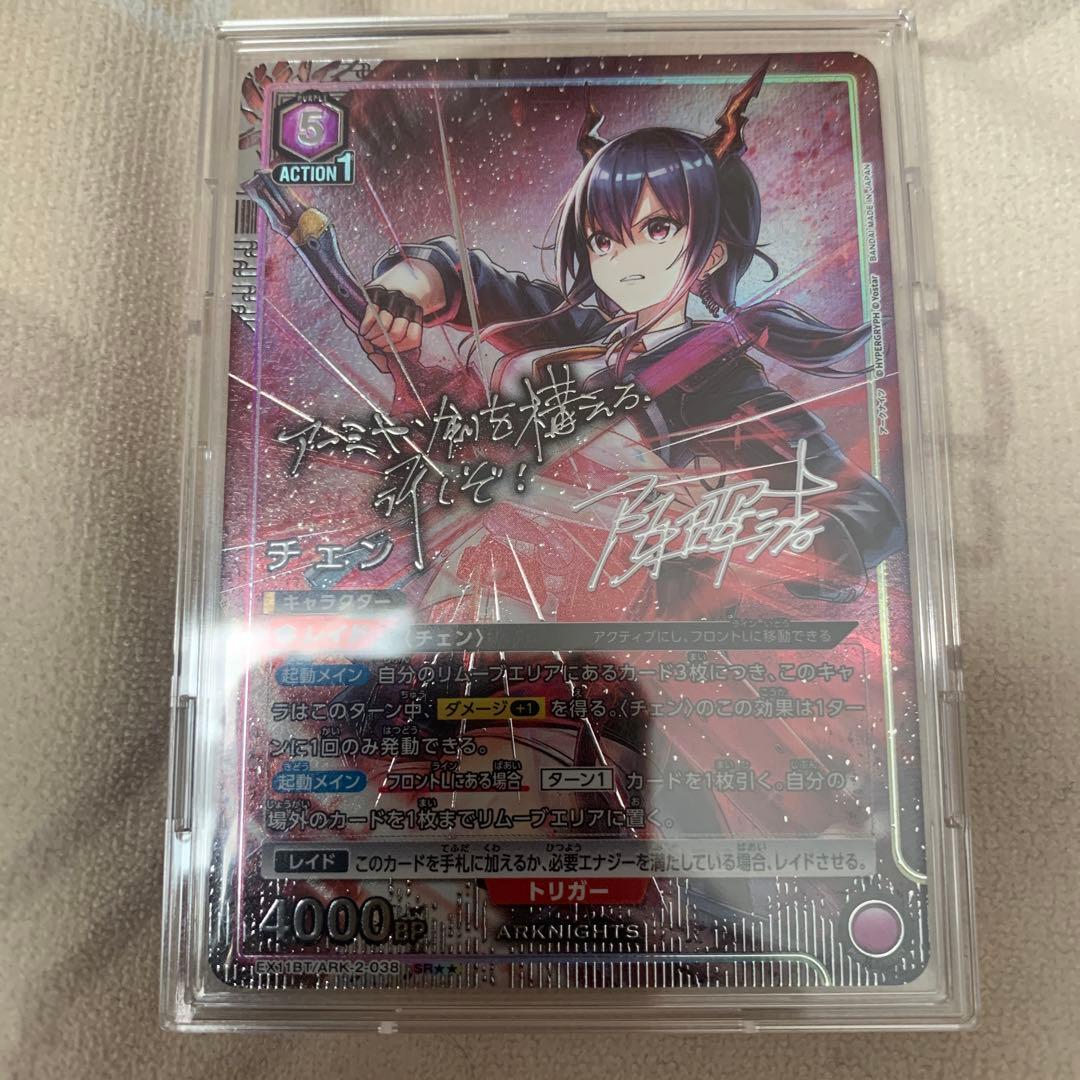 PURPLE
5
ACTION 1
アーミヤ、剣を構えろ。
チェン
キャラクター
レイド 〈チェン〉 アクティブにし、フロントLに移動できる
起動メイン 自分のリムーブエリアにあるカード3枚につき、このキャ
ラはこのターン中、ダメージ+1を得る。〈チェン〉のこの効果は1ター
ンに1回のみ発動できる。
起動メイン フロントLにある場合 ターン1 カードを1枚引く。自分の
場外のカードを1枚までリムーブエリアに置く。
レイド このカードを手札に加えるか、必要エナジーを満たしている場合、レイドさせる。
トリガー
4000BP
ARKNIGHTS
EX11BT/ARK-2-038 SR★★
アークナイツ ©HYPERGRYPH ©Yostar BANDAI MADE IN JAPAN